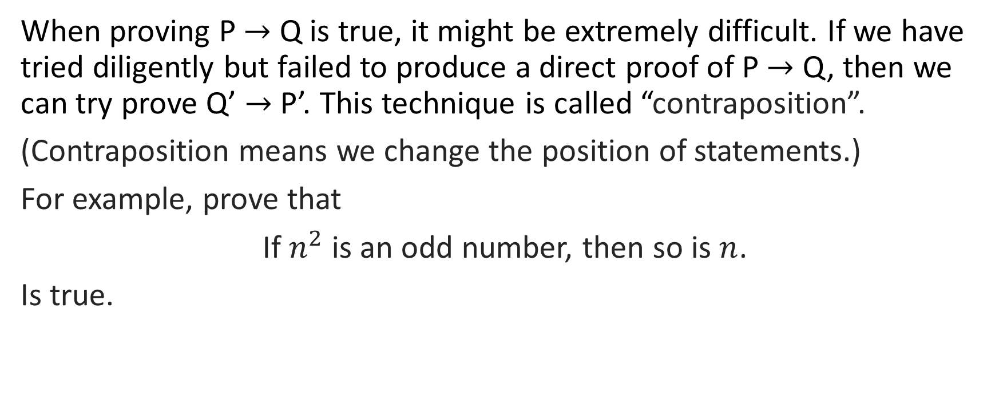 When proving P → Q is true, it might be extremely difficult. If we have
tried diligently but failed to produce a direct proof of P → Q, then we
can try prove Q’ → P’. This technique is called “contraposition”.
(Contraposition means we change the position of statements.)
For example, prove that
If n² is an odd number, then so is n.
Is true.